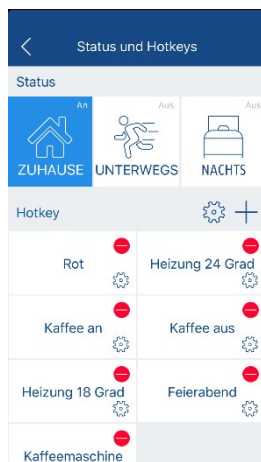 Status und Hotkeys
Status
An Aus Aus
ZUHAUSE UNTERWEGS NACHTS
Hotkey
Rot Heizung 24 Grad
Kaffee an Kaffee aus
Heizung 18 Grad Feierabend
Kaffeemaschine